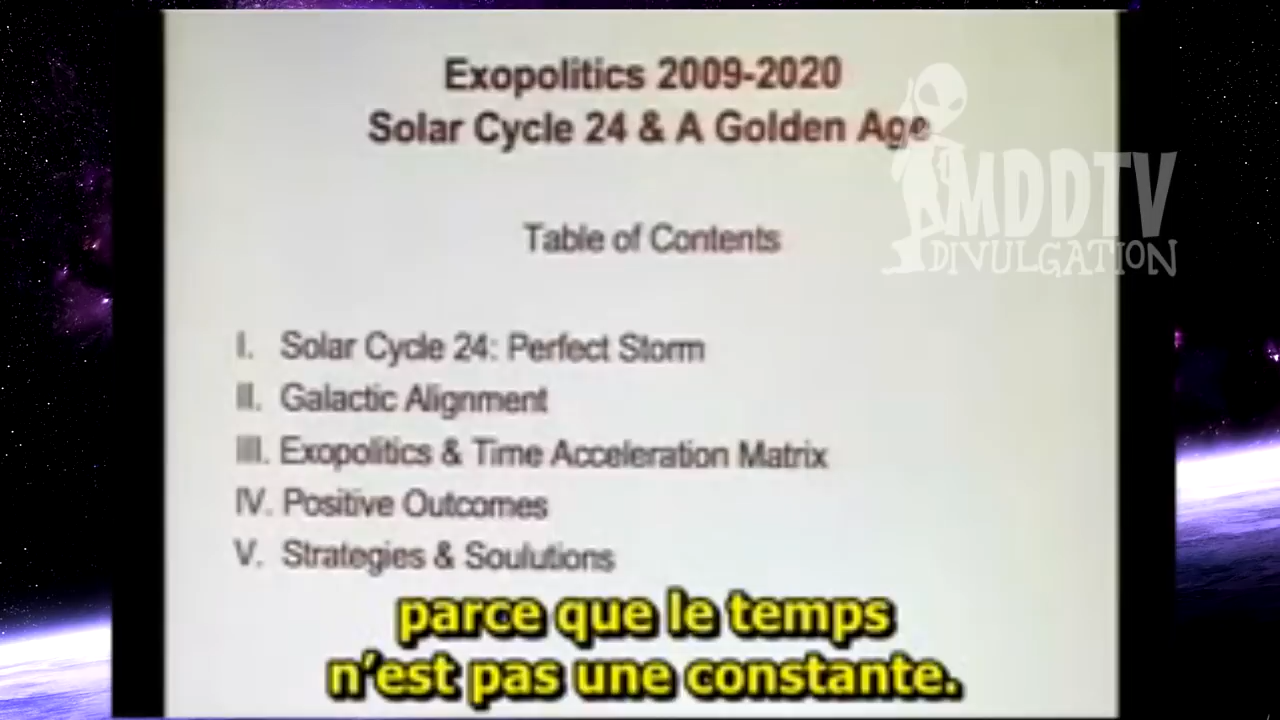 Exopolitics 2009-2020
Solar Cycle 24 & A Golden Age
MDDTV
DIVULGATION
Table of Contents
I. Solar Cycle 24: Perfect Storm
II. Galactic Alignment
III. Exopolitics & Time Acceleration Matrix
IV. Positive Outcomes
V. Strategies & Soulutions
parce que le temps
n'est pas une constante.